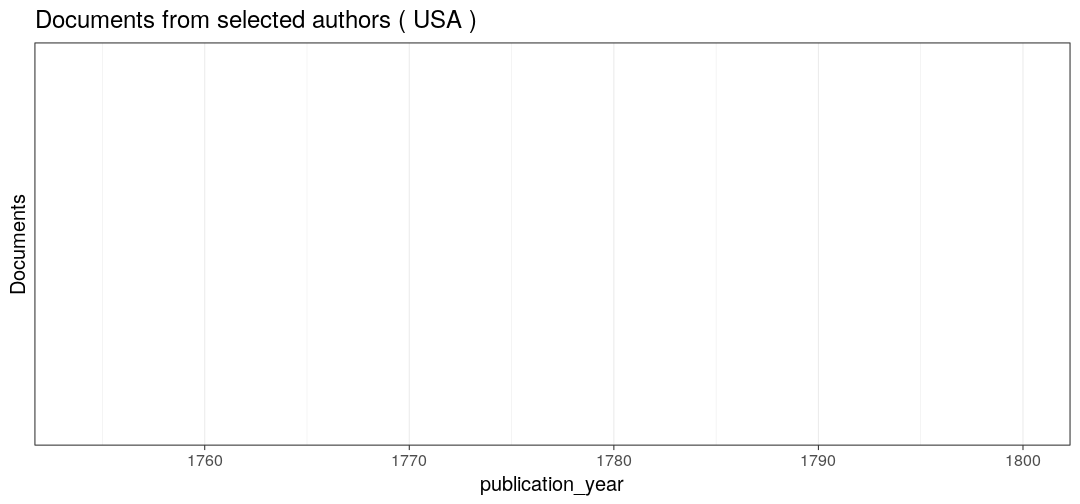 Documents from selected authors ( USA )
Documents
1760 1770 1780 1790 1800
publication_year